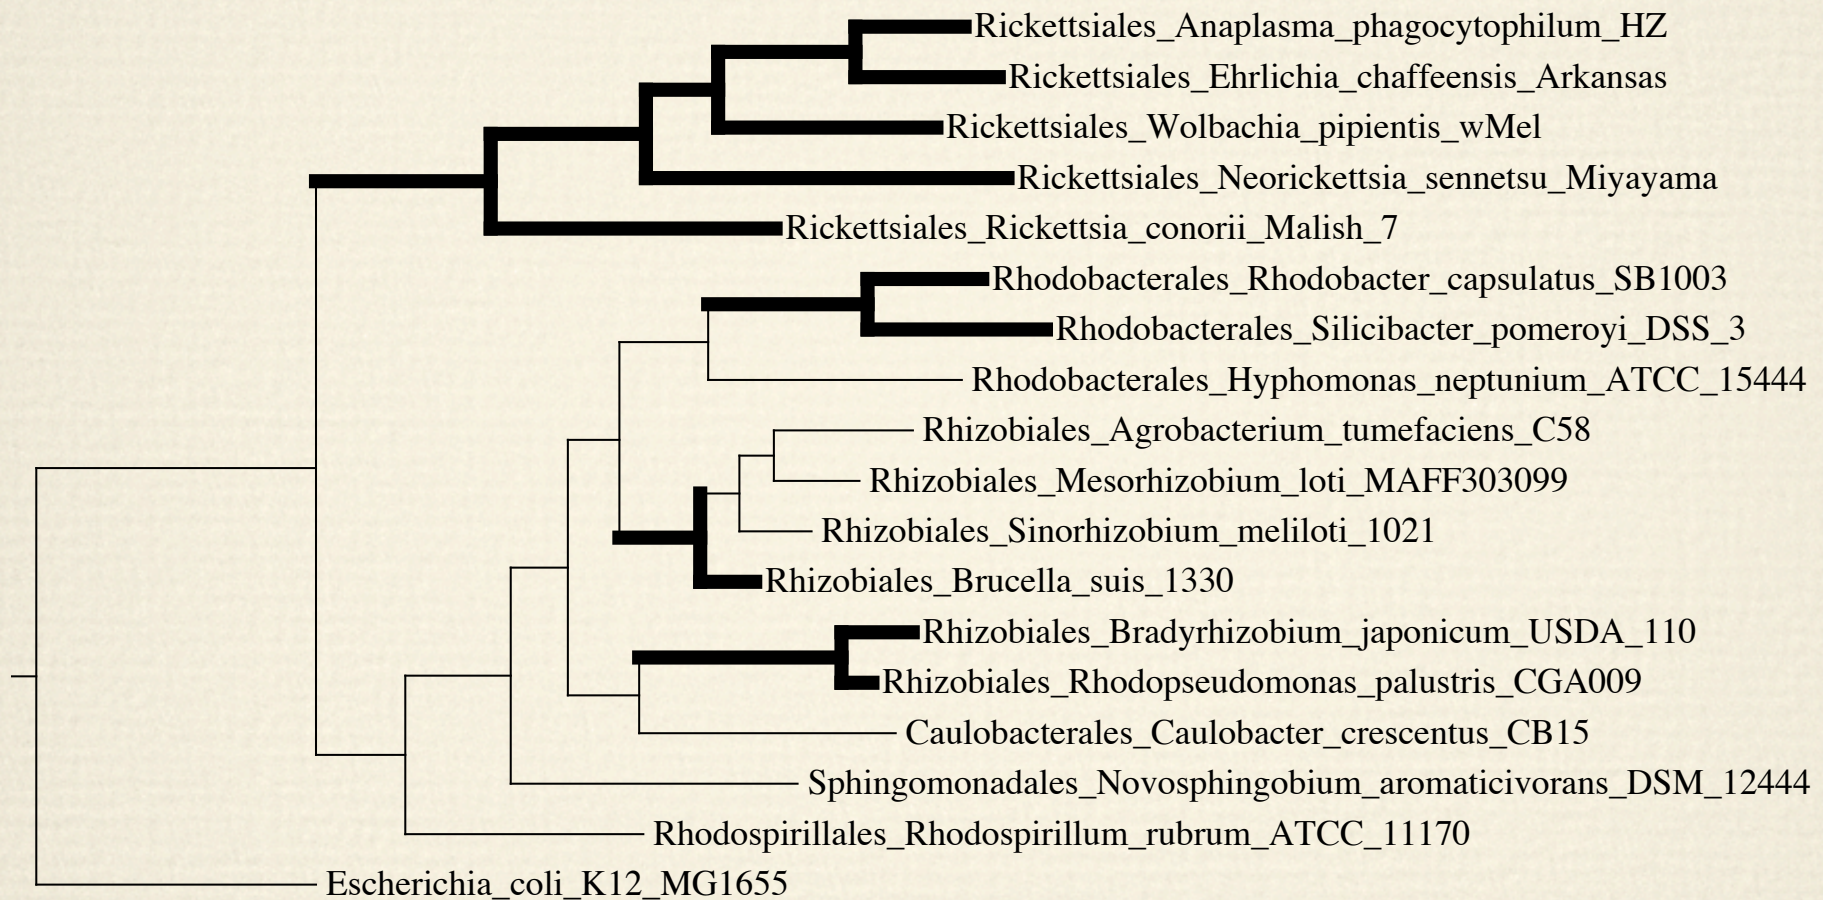 Rickettsiales_Anaplasma_phagocytophilum_HZ
Rickettsiales_Ehrlichia_chaffeensis_Arkansas
Rickettsiales_Wolbachia_pipientis_wMel
Rickettsiales_Neorickettsia_sennetsu_Miyayama
Rickettsiales_Rickettsia_conorii_Malish_7
Rhodobacterales_Rhodobacter_capsulatus_SB1003
Rhodobacterales_Silicibacter_pomeroyi_DSS_3
Rhodobacterales_Hyphomonas_neptunium_ATCC_15444
Rhizobiales_Agrobacterium_tumefaciens_C58
Rhizobiales_Mesorhizobium_loti_MAFF303099
Rhizobiales_Sinorhizobium_meliloti_1021
Rhizobiales_Brucella_suis_1330
Rhizobiales_Bradyrhizobium_japonicum_USDA_110
Rhizobiales_Rhodopseudomonas_palustris_CGA009
Caulobacterales_Caulobacter_crescentus_CB15
Sphingomonadales_Novosphingobium_aromaticivorans_DSM_12444
Rhodospirillales_Rhodospirillum_rubrum_ATCC_11170
Escherichia_coli_K12_MG1655